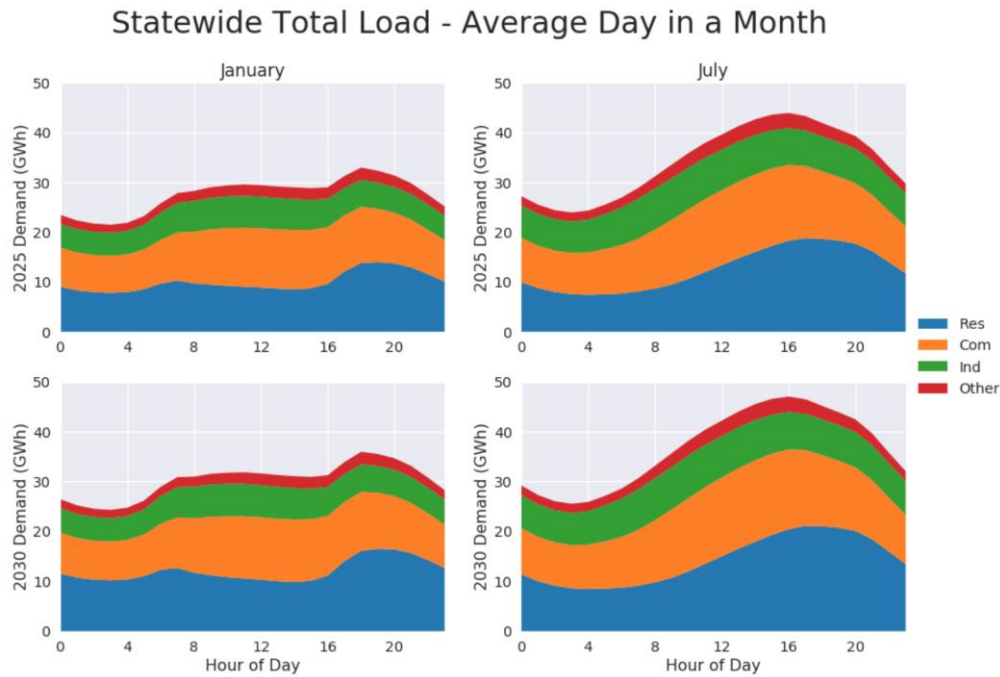 Statewide Total Load - Average Day in a Month
January
July
2025 Demand (GWh)
50
40
30
20
10
0
0 4 8 12 16 20
2025 Demand (GWh)
50
40
30
20
10
0
0 4 8 12 16 20
Res
Com
Ind
Other
2030 Demand (GWh)
50
40
30
20
10
0
0 4 8 12 16 20
Hour of Day
2030 Demand (GWh)
50
40
30
20
10
0
0 4 8 12 16 20
Hour of Day